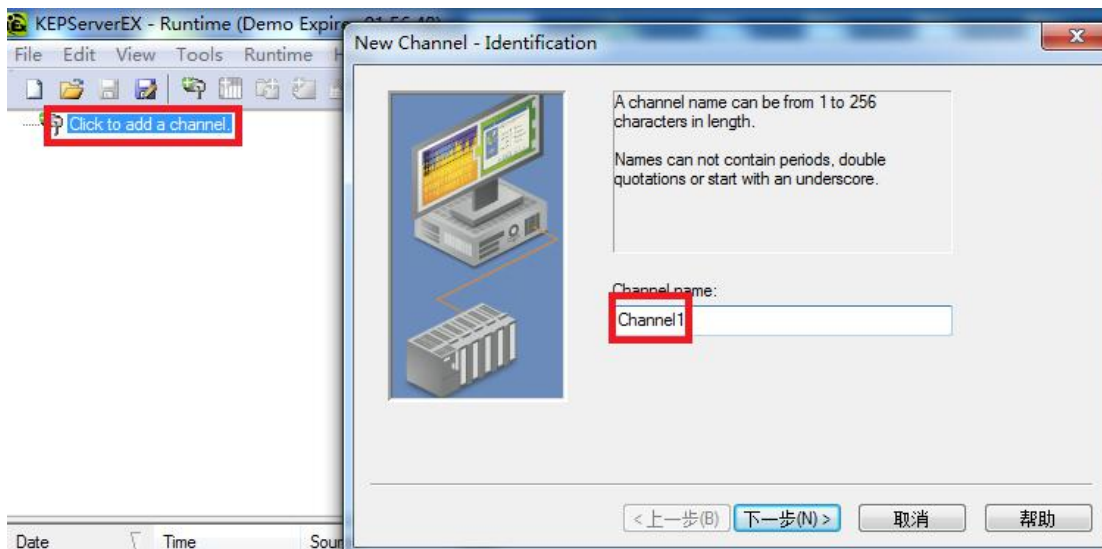 KEPServerEX - Runtime (Demo Expire
File Edit View Tools Runtime
Click to add a channel.
Date Time Sour
New Channel - Identification
A channel name can be from 1 to 256
characters in length.
Names can not contain periods, double
quotations or start with an underscore.
Channel name:
Channel1
<上一步(B) 下一步(N)> 取消 帮助